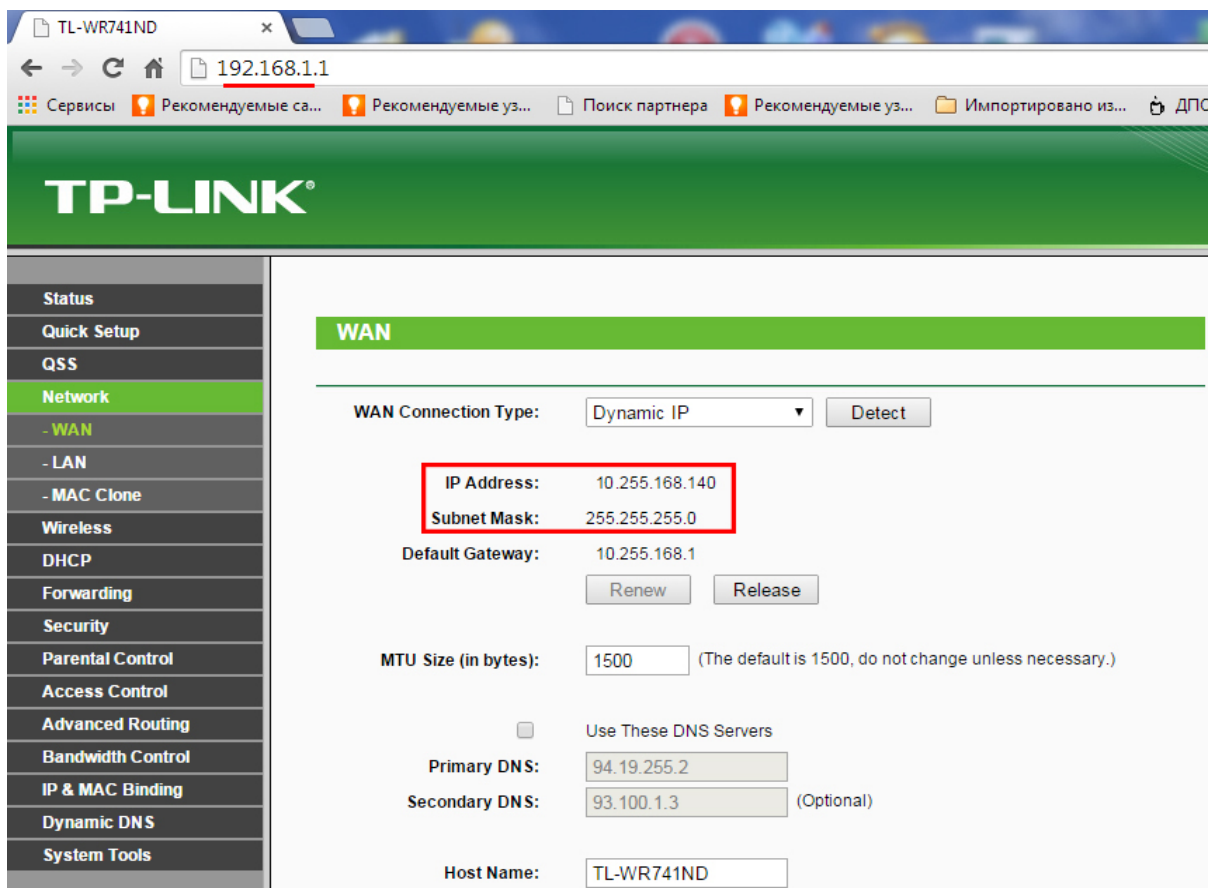 TL-WR741ND
192.168.1.1
Сервисы Рекомендуемые са... Рекомендуемые уз... Поиск партнера Рекомендуемые уз... Импортировано из... ДПС
TP-LINK®
Status
Quick Setup
QSS
Network
- WAN
- LAN
- MAC Clone
Wireless
DHCP
Forwarding
Security
Parental Control
Access Control
Advanced Routing
Bandwidth Control
IP & MAC Binding
Dynamic DNS
System Tools
WAN
WAN Connection Type: Dynamic IP Detect
IP Address: 10.255.168.140
Subnet Mask: 255.255.255.0
Default Gateway: 10.255.168.1
Renew Release
MTU Size (in bytes): 1500 (The default is 1500, do not change unless necessary.)
Use These DNS Servers
Primary DNS: 94.19.255.2
Secondary DNS: 93.100.1.3 (Optional)
Host Name: TL-WR741ND